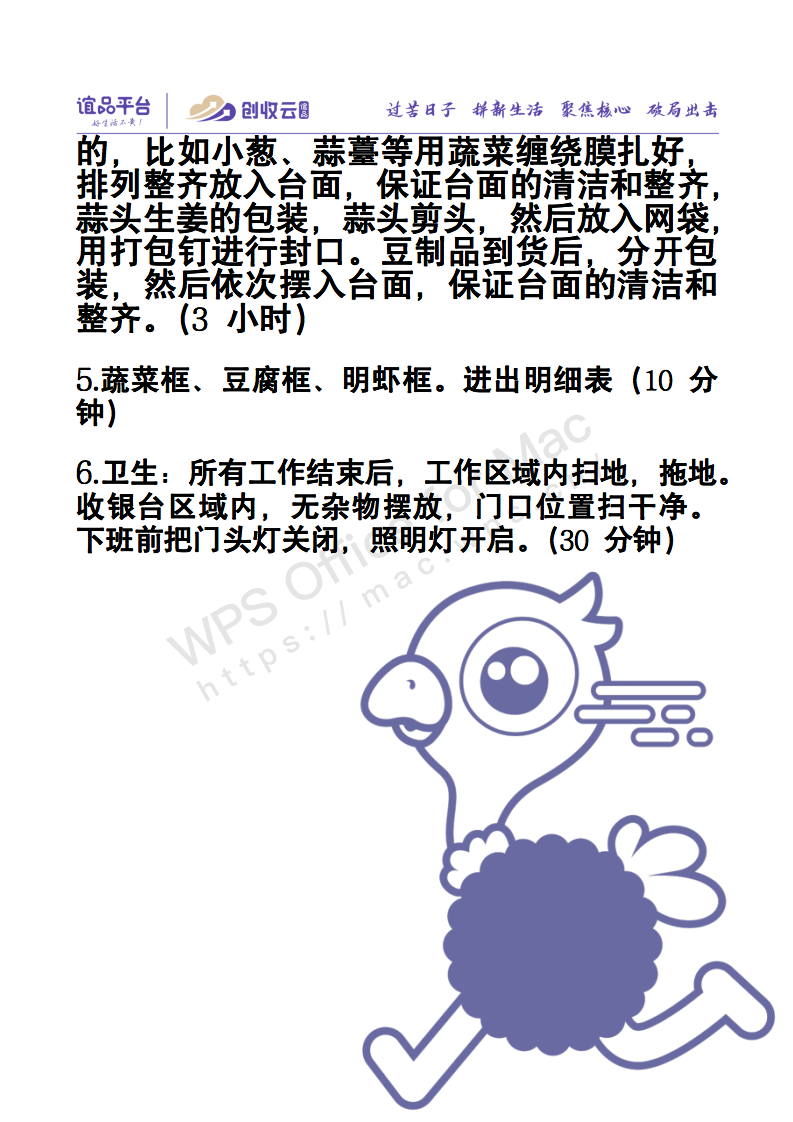 谊品平台
好生活不贵!
创收云
谊品
过苦日子 拼新生活 聚焦核心 破局出击
的，比如小葱、蒜薹等用蔬菜缠绕膜扎好，
排列整齐放入台面，保证台面的清洁和整齐，
蒜头生姜的包装，蒜头剪头，然后放入网袋，
用打包钉进行封口。豆制品到货后，分开包
装，然后依次摆入台面，保证台面的清洁和
整齐。(3 小时)
5.蔬菜框、豆腐框、明虾框。进出明细表（10 分
钟)
6.卫生：所有工作结束后，工作区域内扫地，拖地。
收银台区域内，无杂物摆放，门口位置扫干净。
下班前把门头灯关闭，照明灯开启。(30 分钟)
WPS Office for Mac
https://mac.wps.cn/